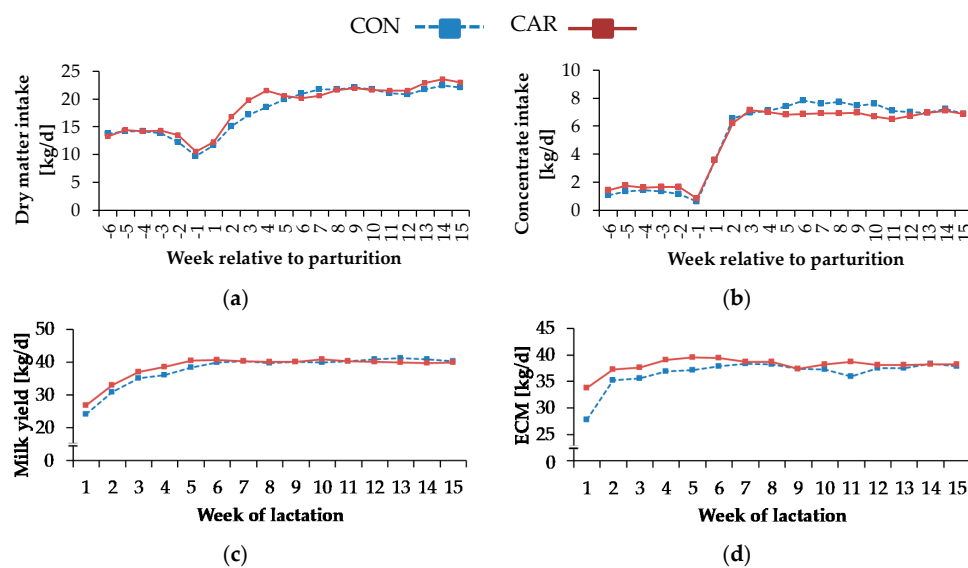 CON CAR
Dry matter intake
[kg/d]
25
20
15
10
5
0
-6 -5 -4 -3 -2 -1 1 2 3 4 5 6 7 8 9 10 11 12 13 14 15
Week relative to parturition
(a)
Concentrate intake
[kg/d]
10
8
6
4
2
0
-6 -5 -4 -3 -2 -1 1 2 3 4 5 6 7 8 9 10 11 12 13 14 15
Week relative to parturition
(b)
Milk yield [kg/d]
50
40
30
20
0
1 2 3 4 5 6 7 8 9 10 11 12 13 14 15
Week of lactation
(c)
ECM [kg/d]
45
40
35
30
25
0
1 2 3 4 5 6 7 8 9 10 11 12 13 14 15
Week of lactation
(d)